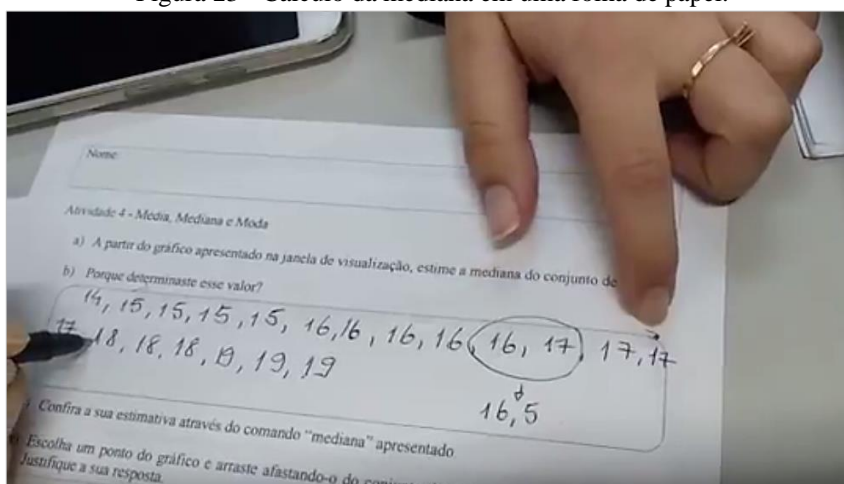 Figura 23 – Cálculo da mediana em uma folha de papel.
Nome:
Atividade 4 - Média, Mediana e Moda
a) A partir do gráfico apresentado na janela de visualização, estime a mediana do conjunto de
b) Porque determinaste esse valor?
14, 15, 15, 15, 15, 16, 16, 16, 16, 16, 17, 17, 17
17 18, 18, 18, 19, 19, 19
16,5
Confira a sua estimativa através do comando “mediana” apresentado
Escolha um ponto do gráfico e arraste afastando-o do
Justifique a sua resposta.